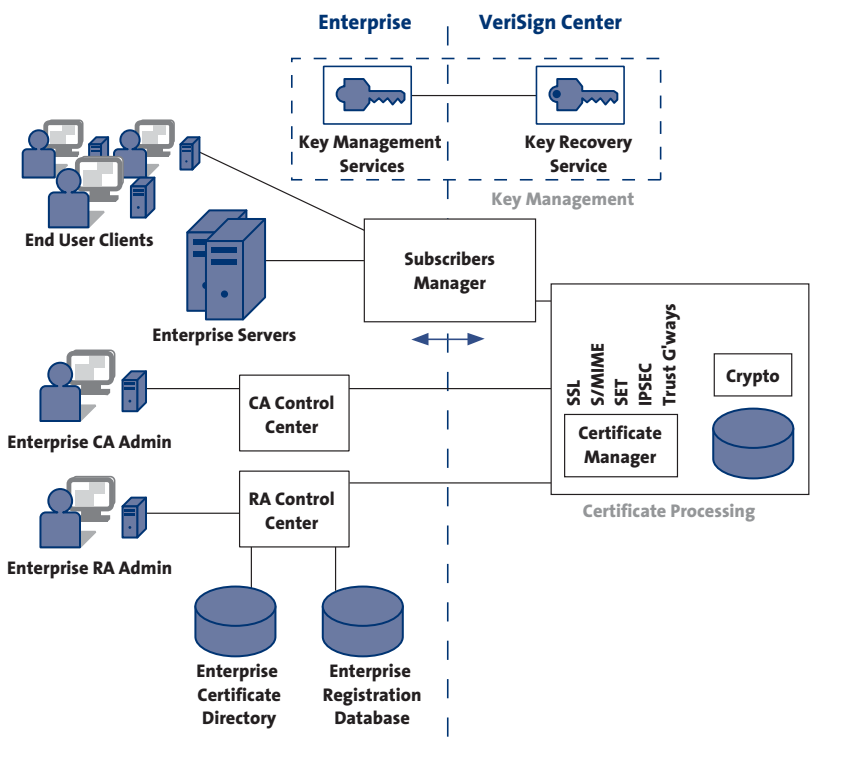 Enterprise
VeriSign Center
Key Management
Services
Key Recovery
Service
Key Management
End User Clients
Subscribers
Manager
Enterprise Servers
SSL
S/MIME
SET
IPSEC
Trust G'ways
Crypto
Certificate
Manager
Certificate Processing
CA Control
Center
Enterprise CA Admin
RA Control
Center
Enterprise RA Admin
Enterprise
Certificate
Directory
Enterprise
Registration
Database